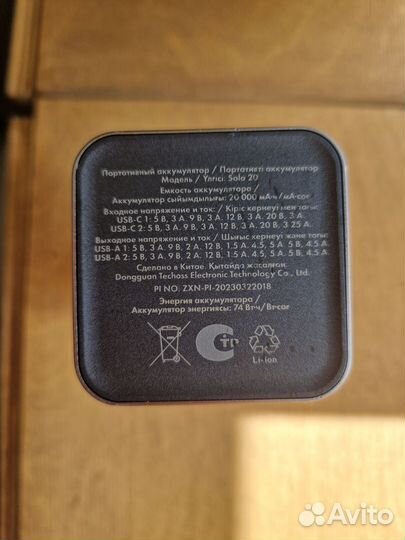 Портативный аккумулятор / Портативті аккумулятор
Модель / Үлгісі: Solo 20
Емкость аккумулятора /
Аккумулятор сыйымдылығы: 20 000 мА·ч/мА·сағ
Входное напряжение и ток: / Кіріс кернеуі мен тогы:
USB-C 1: 5 В, 3 А. 9 В, 3 А. 12 В, 3 А. 20 В, 3 А.
USB-C 2: 5 В, 3 А. 9 В, 3 А. 12 В, 3 А. 20 В, 3.25 А.
Выходное напряжение и ток: / Шығыс кернеуі және тогы:
USB-A 1: 5 В, 3 А. 9 В, 2 А. 12 В, 1.5 А. 4.5, 5 А. 5 В, 4.5 А.
USB-A 2: 5 В, 3 А. 9 В, 2 А. 12 В, 1.5 А. 4.5, 5 А. 5 В, 4.5 А.
Сделано в Китае. Қытайда жасалған.
Dongguan Techoss Electronic Technology Co., Ltd.
PI NO. ZXN-PI-20230322018
Энергия аккумулятора /
Аккумулятор энергиясы: 74 Вт·ч/Вт·сағ
Li-ion
Avito